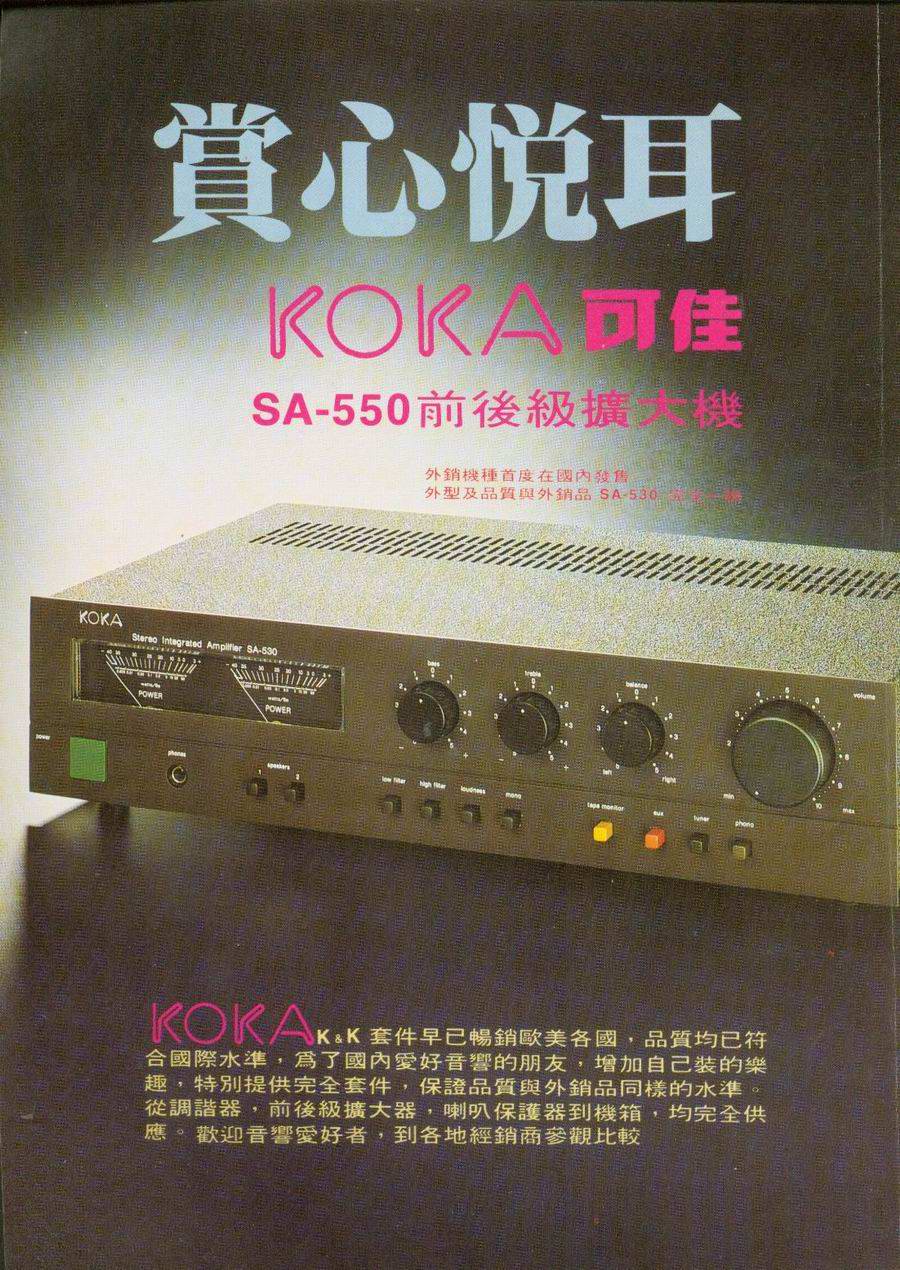 賞心悦耳
KOKA 可佳
SA-550前後級擴大機
外銷機種首度在國內發售
外型及品質與外銷品 SA-530
KOKA
Stereo Integrated Amplifier SA-530
POWER
POWER
power
phones
speakers
1 2
bass
treble
balance
left right
volume
min max
low filter high filter loudness mono
tape monitor aux tuner phono
KOKA K&K 套件早已暢銷歐美各國，品質均已符
合國際水準，爲了國內愛好音響的朋友，增加自己裝的樂
趣，特別提供完全套件，保證品質與外銷品同樣的水準。
從調諧器，前後級擴大器，喇叭保護器到機箱，均完全供
應。歡迎音響愛好者，到各地經銷商參觀比較